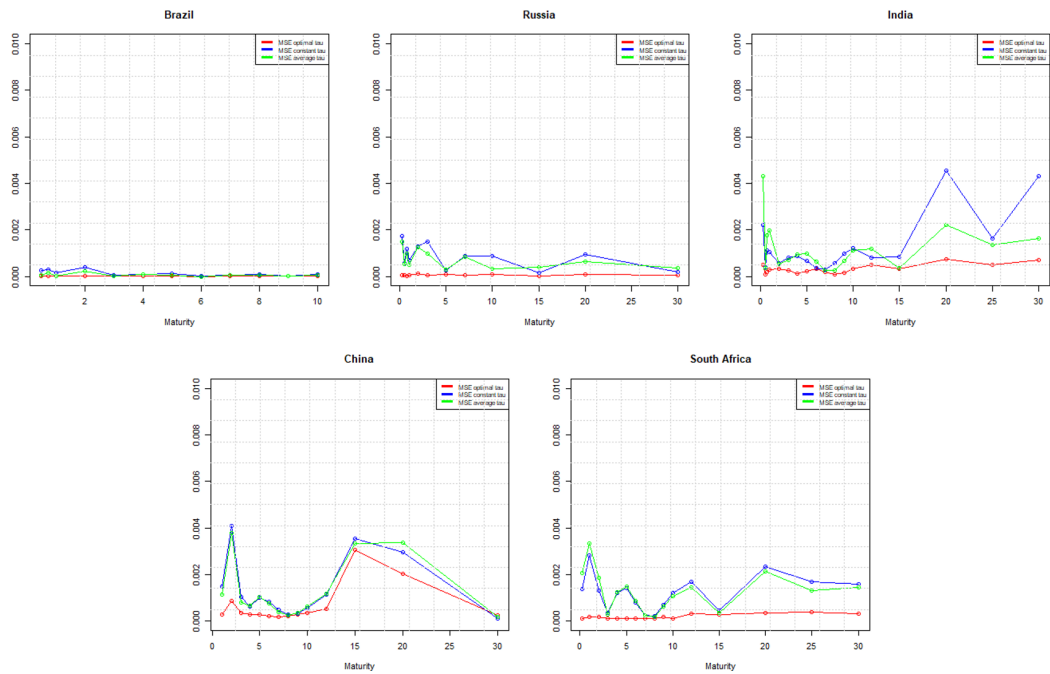 Brazil
0.000 0.002 0.004 0.006 0.008 0.010
MSE optimal tau
MSE constant tau
MSE average tau
2 4 6 8 10
Maturity
Russia
0.000 0.002 0.004 0.006 0.008 0.010
MSE optimal tau
MSE constant tau
MSE average tau
0 5 10 15 20 25 30
Maturity
India
0.000 0.002 0.004 0.006 0.008 0.010
MSE optimal tau
MSE constant tau
MSE average tau
0 5 10 15 20 25 30
Maturity
China
0.000 0.002 0.004 0.006 0.008 0.010
MSE optimal tau
MSE constant tau
MSE average tau
0 5 10 15 20 25 30
Maturity
South Africa
0.000 0.002 0.004 0.006 0.008 0.010
MSE optimal tau
MSE constant tau
MSE average tau
0 5 10 15 20 25 30
Maturity